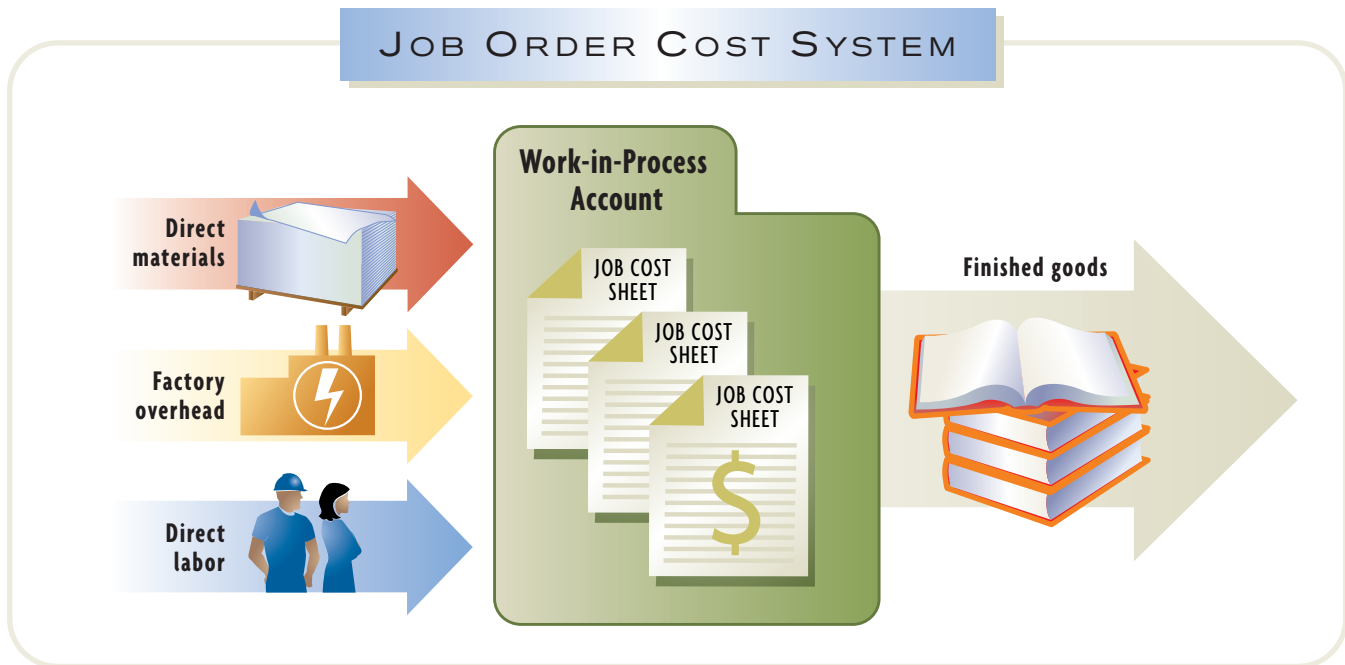 JOB ORDER COST SYSTEM
Direct
materials
Factory
overhead
Direct
labor
Work-in-Process
Account
JOB COST
SHEET
JOB COST
SHEET
JOB COST
SHEET
$
Finished goods